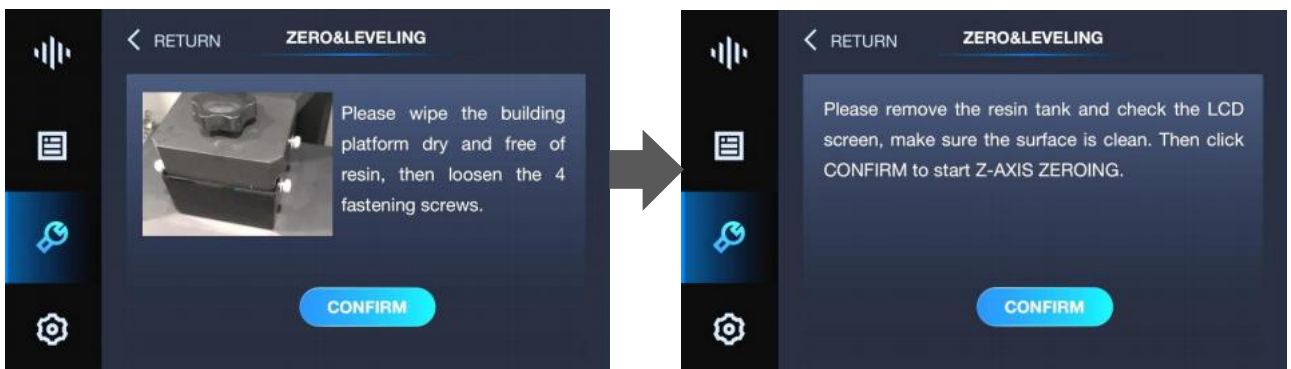 RETURN
ZERO&LEVELING
Please wipe the building
platform dry and free of
resin, then loosen the 4
fastening screws.
CONFIRM
RETURN
ZERO&LEVELING
Please remove the resin tank and check the LCD
screen, make sure the surface is clean. Then click
CONFIRM to start Z-AXIS ZEROING.
CONFIRM